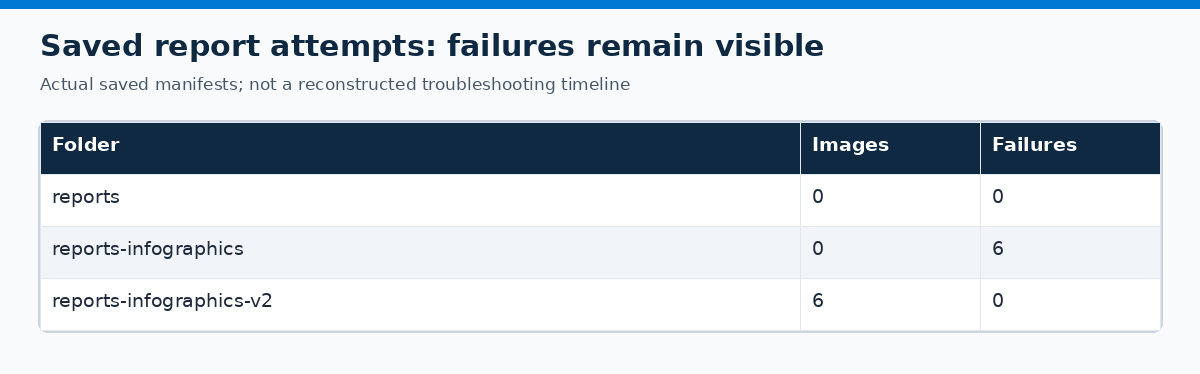 Saved report attempts: failures remain visible
Actual saved manifests; not a reconstructed troubleshooting timeline
Folder Images Failures
reports 0 0
reports-infographics 0 6
reports-infographics-v2 6 0